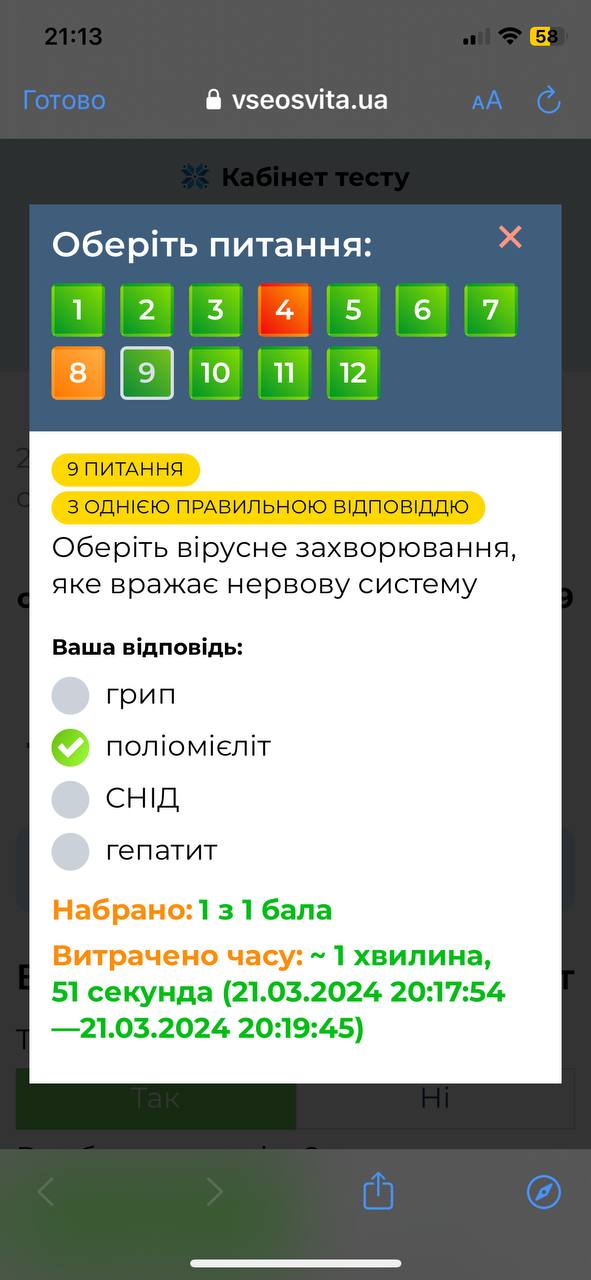 21:13
58
Готово
vseosvita.ua
AA
Кабінет тесту
Оберіть питання:
1 2 3 4 5 6 7
8 9 10 11 12
9 ПИТАННЯ
З ОДНІЄЮ ПРАВИЛЬНОЮ ВІДПОВІДДЮ
Оберіть вірусне захворювання,
яке вражає нервову систему
Ваша відповідь:
грип
поліомієліт
СНІД
гепатит
Набрано: 1 з 1 бала
Витрачено часу: ~ 1 хвилина,
51 секунда (21.03.2024 20:17:54
—21.03.2024 20:19:45)
Так
Ні